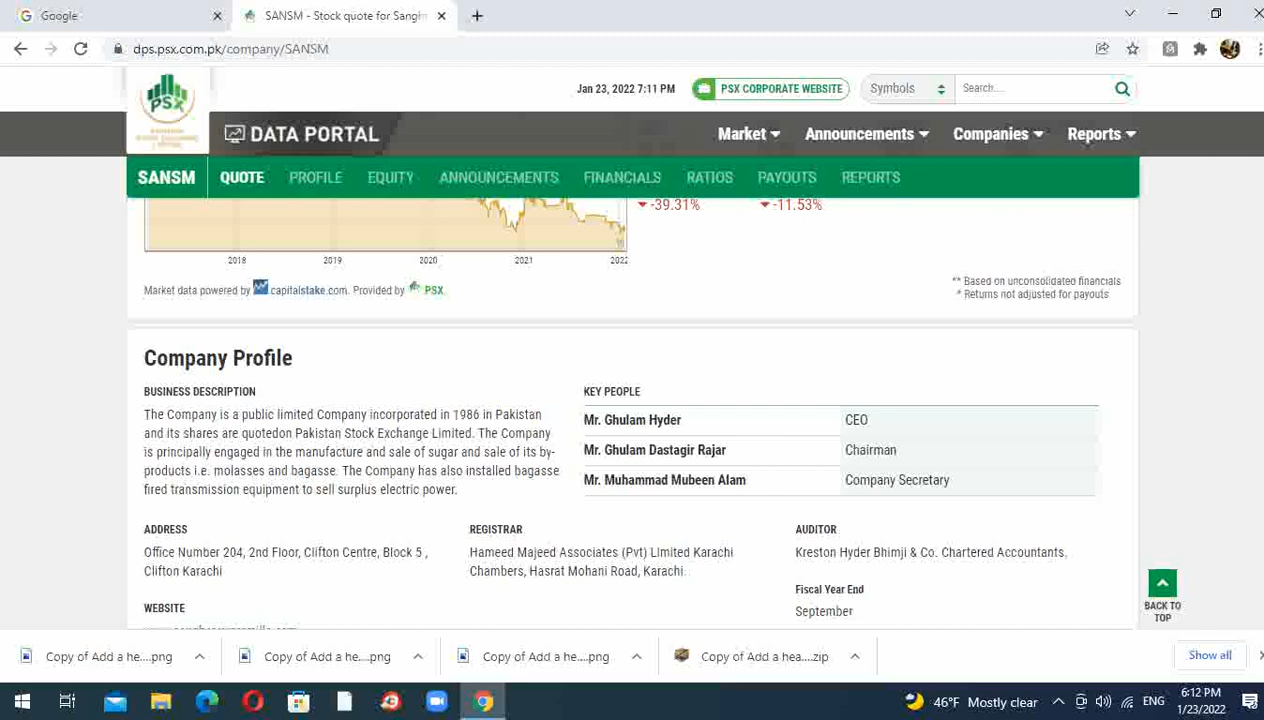 Google
SANSM - Stock quote for Sangh
dps.psx.com.pk/company/SANSM
PSX
Jan 23, 2022 7:11 PM
PSX CORPORATE WEBSITE
Symbols
Search....
DATA PORTAL
Market
Announcements
Companies
Reports
SANSM
QUOTE
PROFILE
EQUITY
ANNOUNCEMENTS
FINANCIALS
RATIOS
PAYOUTS
REPORTS
-39.31%
-11.53%
2018
2019
2020
2021
2022
Market data powered by capitalstake.com. Provided by PSX.
** Based on unconsolidated financials
* Returns not adjusted for payouts
Company Profile
BUSINESS DESCRIPTION
The Company is a public limited Company incorporated in 1986 in Pakistan
and its shares are quotedon Pakistan Stock Exchange Limited. The Company
is principally engaged in the manufacture and sale of sugar and sale of its by-
products i.e. molasses and bagasse. The Company has also installed bagasse
fired transmission equipment to sell surplus electric power.
KEY PEOPLE
Mr. Ghulam Hyder CEO
Mr. Ghulam Dastagir Rajar Chairman
Mr. Muhammad Mubeen Alam Company Secretary
ADDRESS
Office Number 204, 2nd Floor, Clifton Centre, Block 5 ,
Clifton Karachi
REGISTRAR
Hameed Majeed Associates (Pvt) Limited Karachi
Chambers, Hasrat Mohani Road, Karachi.
AUDITOR
Kreston Hyder Bhimji & Co. Chartered Accountants.
Fiscal Year End
September
WEBSITE
BACK TO
TOP
Copy of Add a he....png
Copy of Add a he....png
Copy of Add a he....png
Copy of Add a hea....zip
Show all
46°F Mostly clear
ENG
6:12 PM
1/23/2022